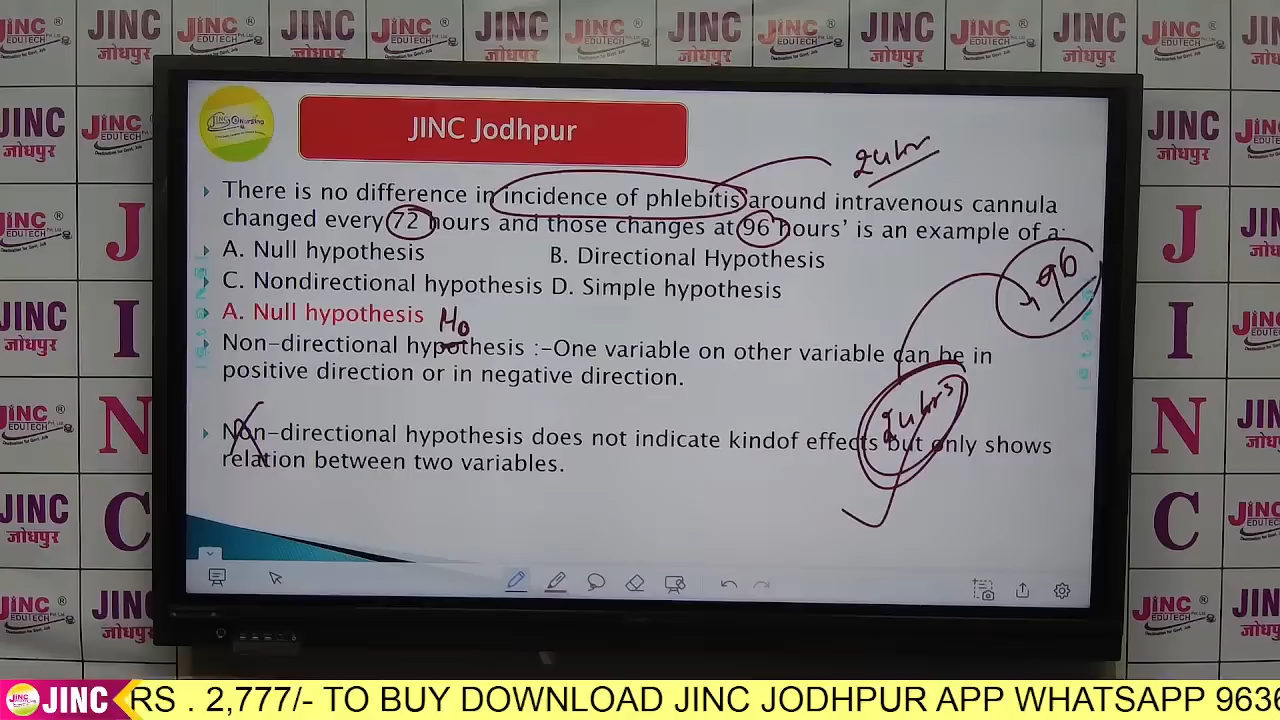 JINC Jodhpur
There is no difference in incidence of phlebitis around intravenous cannula
changed every 72 hours and those changes at 96 hours' is an example of a:
A. Null hypothesis B. Directional Hypothesis
C. Nondirectional hypothesis D. Simple hypothesis
A. Null hypothesis H0
Non-directional hypothesis :-One variable on other variable can be in
positive direction or in negative direction.
Non-directional hypothesis does not indicate kindof effects but only shows
relation between two variables.
24hr
96
JINC
जोधपुर
JINC
EDUTECH
J
I
N
C
JINC RS . 2,777/- TO BUY DOWNLOAD JINC JODHPUR APP WHATSAPP 963